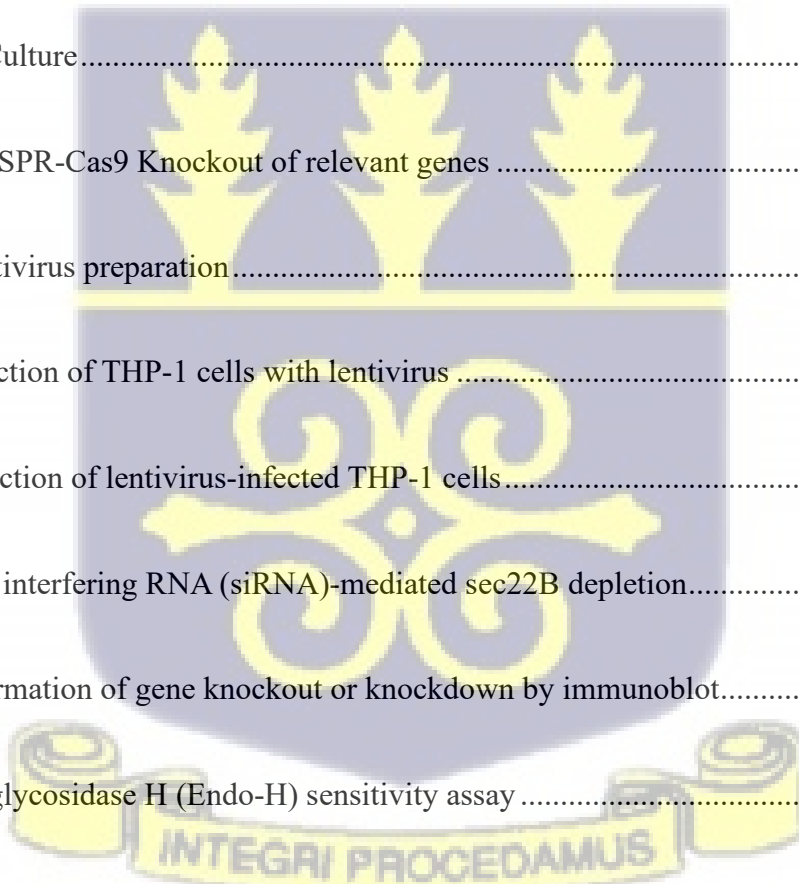 Culture................................................................................
SPR-Cas9 Knockout of relevant genes ......................................
tivirus preparation......................................................................
ction of THP-1 cells with lentivirus ...........................................
ction of lentivirus-infected THP-1 cells.....................................
interfering RNA (siRNA)-mediated sec22B depletion..............
rmation of gene knockout or knockdown by immunoblot..........
glycosidase H (Endo-H) sensitivity assay ...................................
INTEGRI PROCEDAMUS